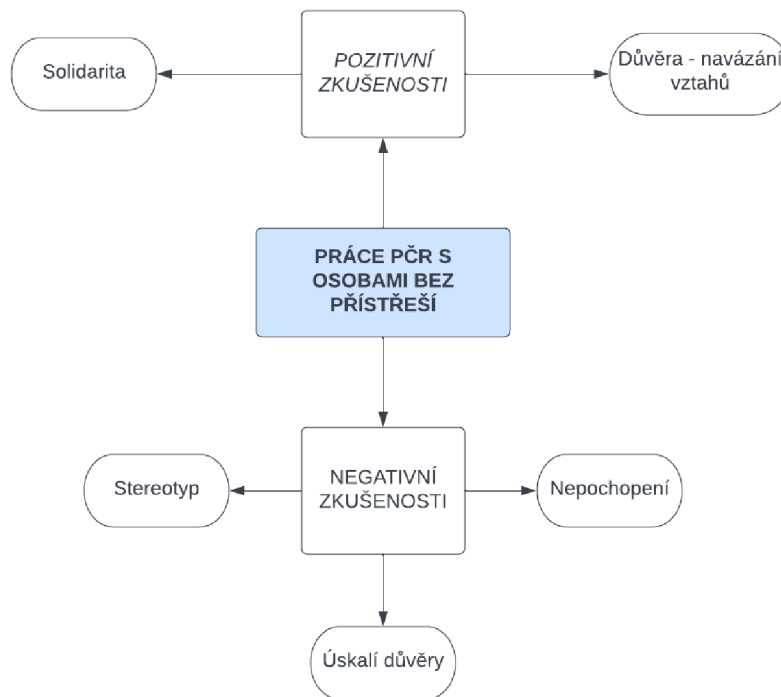 POZITIVNÍ
ZKUŠENOSTI
Solidarita
Důvěra - navázání
vztahů
PRÁCE PČR S
OSOBAMI BEZ
PŘÍSTŘEŠÍ
NEGATIVNÍ
ZKUŠENOSTI
Stereotyp
Nepochopení
Úskalí důvěry